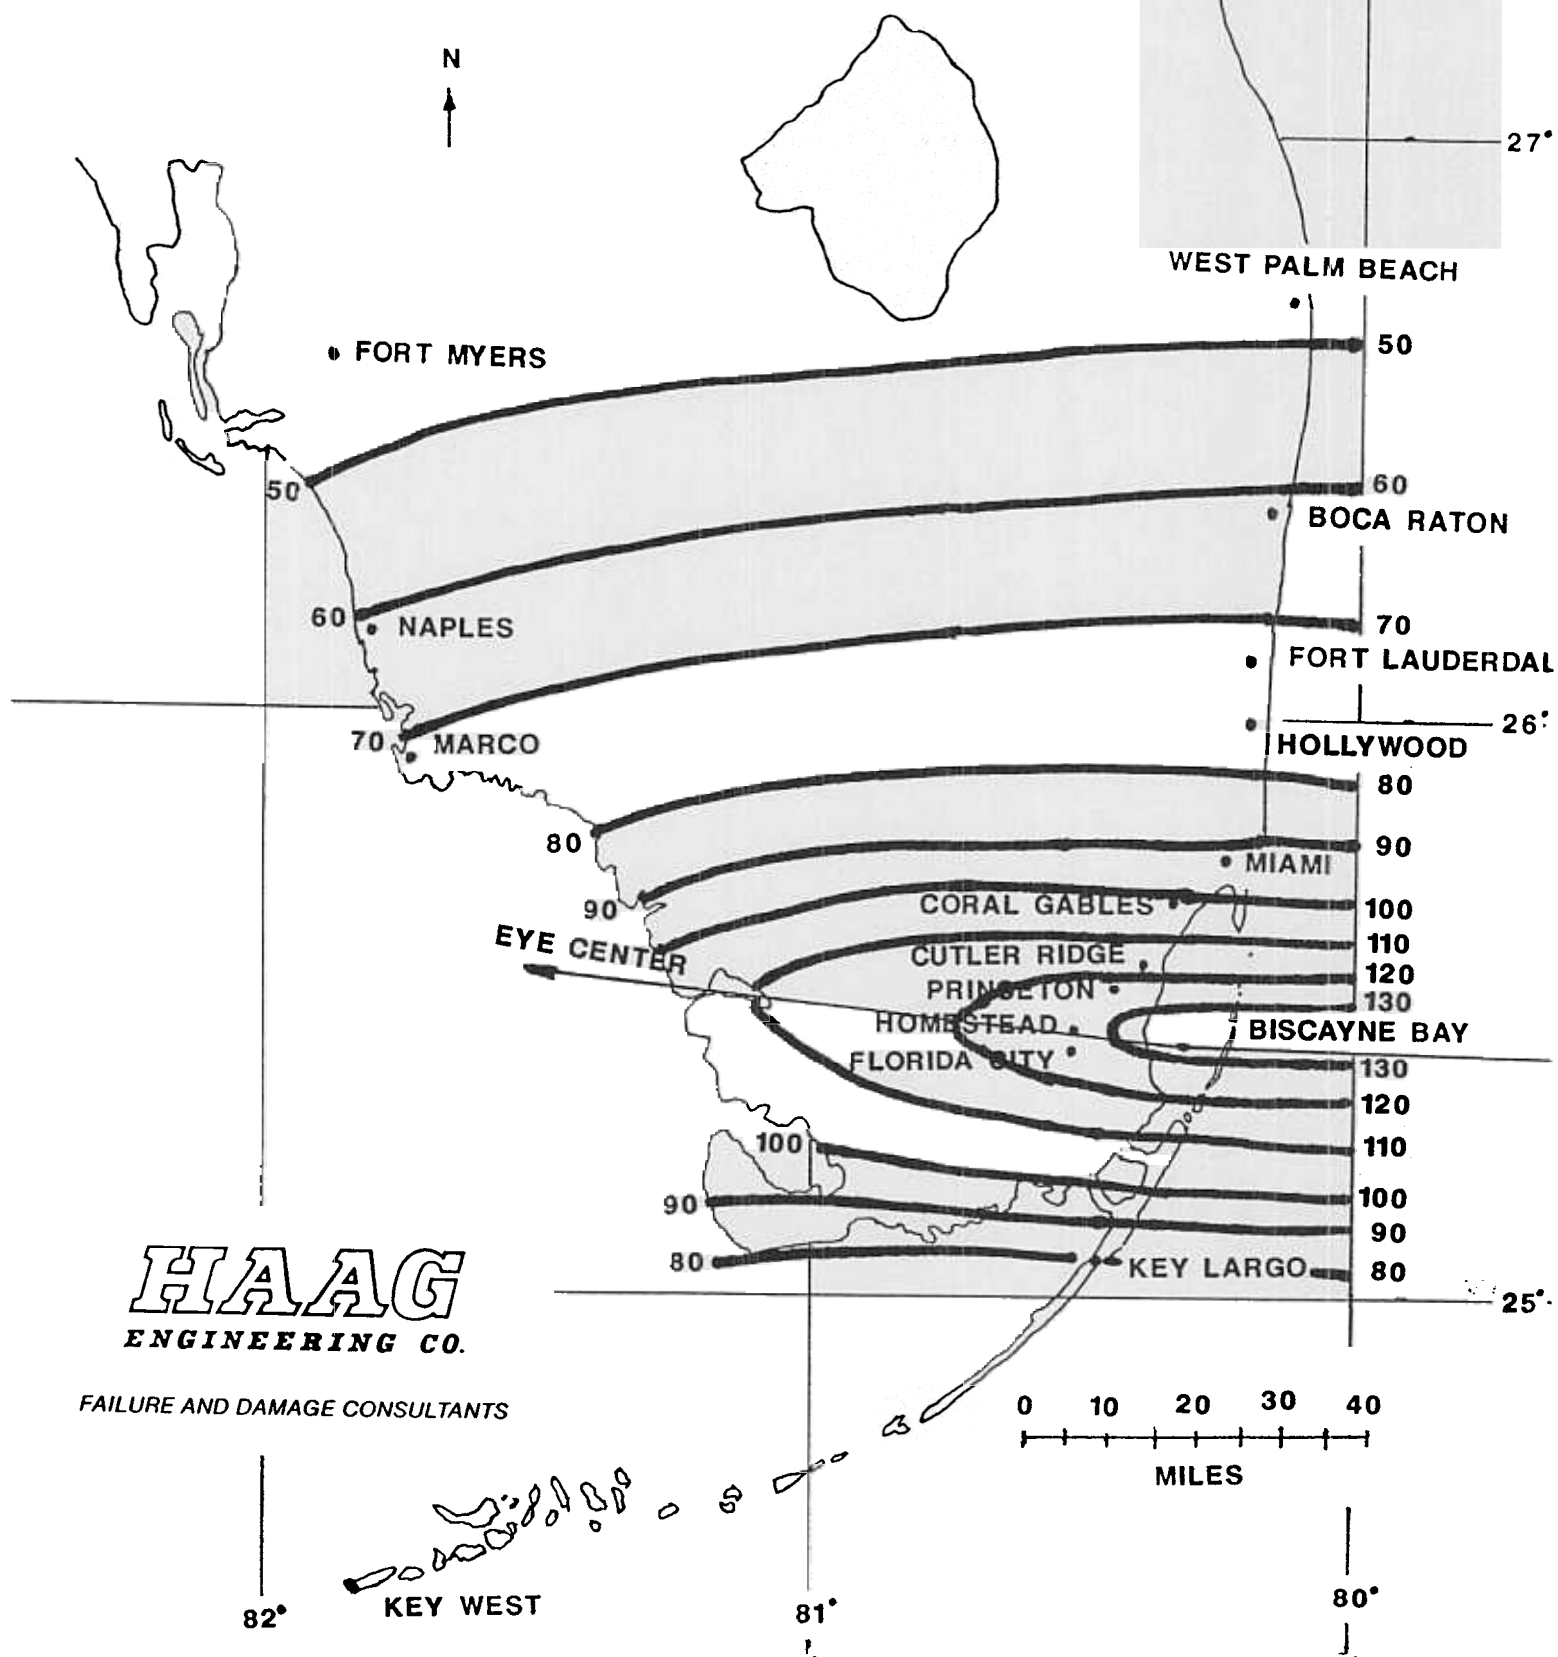 N
27°
WEST PALM BEACH
FORT MYERS
50
50
60
BOCA RATON
60
NAPLES
70
FORT LAUDERDAL
70
MARCO
26°
HOLLYWOOD
80
80
90
MIAMI
90
CORAL GABLES
100
EYE CENTER
110
CUTLER RIDGE
120
PRINCETON
130
HOMESTEAD
BISCAYNE BAY
FLORIDA CITY
130
120
100
110
90
100
90
80
KEY LARGO
80
25°
HAAG
ENGINEERING CO.
FAILURE AND DAMAGE CONSULTANTS
0 10 20 30 40
MILES
KEY WEST
82°
81°
80°